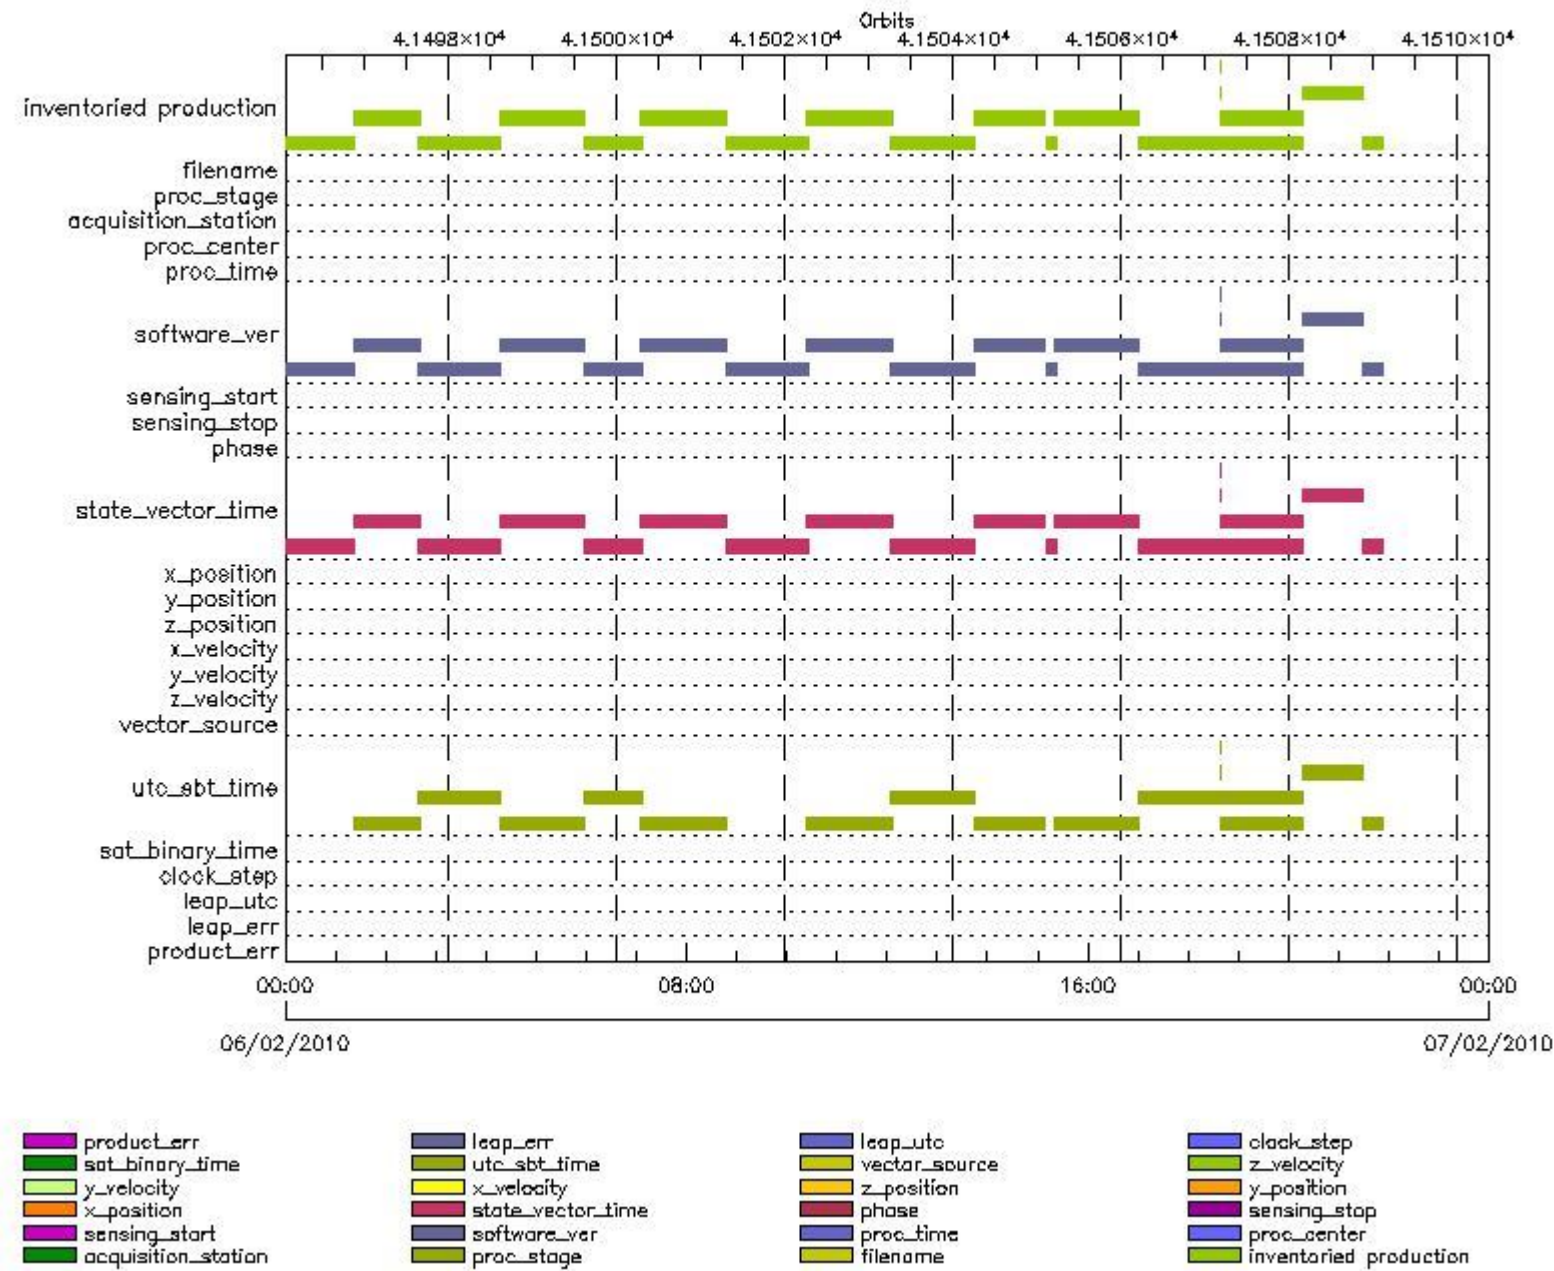 Orbits
4.1498×10⁴ 4.1500×10⁴ 4.1502×10⁴ 4.1504×10⁴ 4.1506×10⁴ 4.1508×10⁴ 4.1510×10⁴
inventoried production
filename
proc_stage
acquisition_station
proc_center
proc_time
software_ver
sensing_start
sensing_stop
phase
state_vector_time
x_position
y_position
z_position
x_velocity
y_velocity
z_velocity
vector_source
utc_sbt_time
sat_binary_time
clock_step
leap_utc
leap_err
product_err
00:00 08:00 16:00 00:00
06/02/2010 07/02/2010
product_err leap_err leap_utc clock_step
sat_binary_time utc_sbt_time vector_source z_velocity
y_velocity x_velocity z_position y_position
x_position state_vector_time phase sensing_stop
sensing_start software_ver proc_time proc_center
acquisition_station proc_stage filename inventoried production